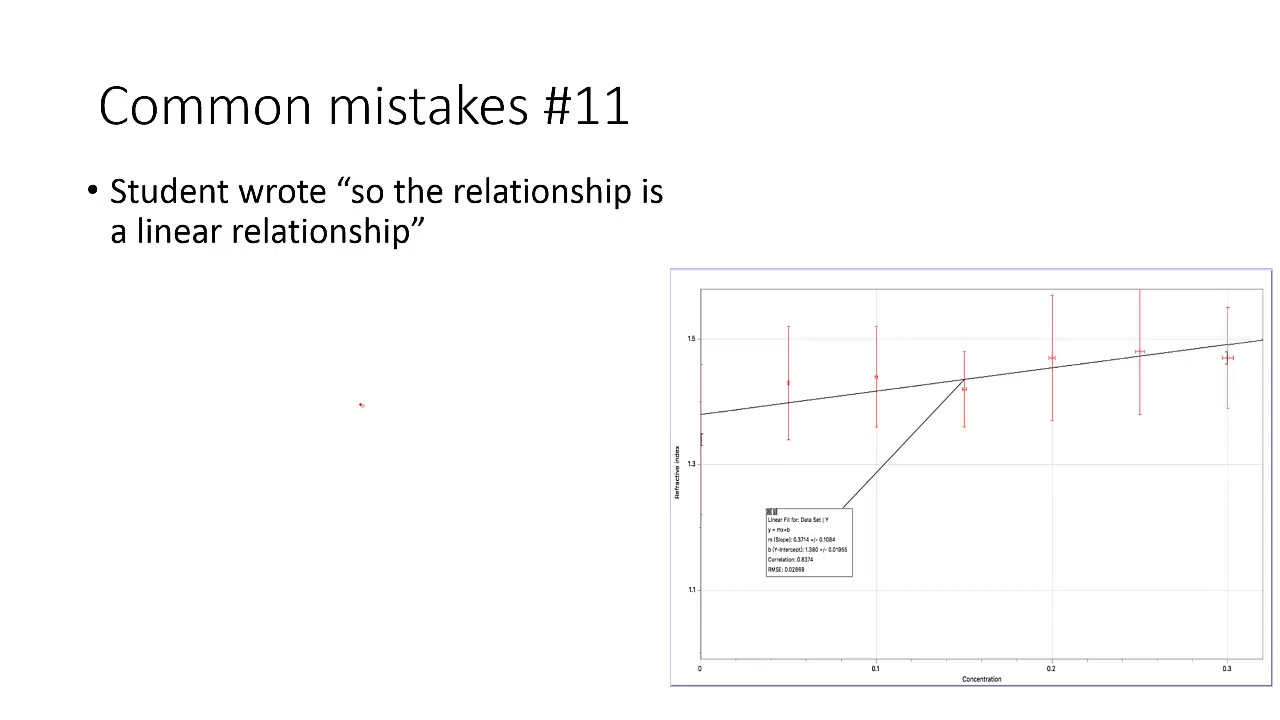 Common mistakes #11
• Student wrote “so the relationship is
a linear relationship”
1.5
1.3
1.1
Refractive index
Linear Fit for: Data Set | Y
y = mx+b
m (Slope): 0.3714 +/- 0.1084
b (Y-Intercept): 1.380 +/- 0.01955
Correlation: 0.8374
RMSE: 0.02869
0
0.1
0.2
0.3
Concentration